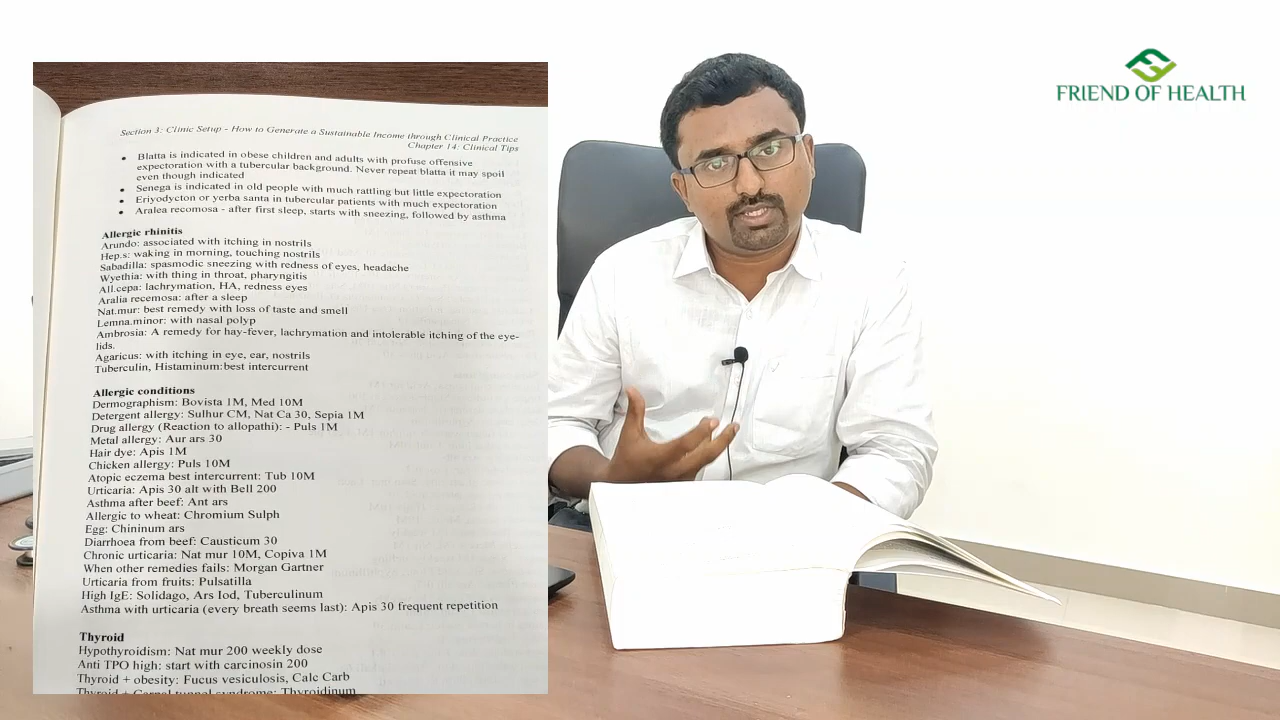 Section 3: Clinic Setup - How to Generate a Sustainable Income through Clinical Practice
Chapter 14: Clinical Tips
• Blatta is indicated in obese children and adults with profuse offensive
expectoration with a tubercular background. Never repeat blatta it may spoil
even though indicated
• Senega is indicated in old people with much rattling but little expectoration
• Eriyodycton or yerba santa in tubercular patients with much expectoration
• Aralea recomosa - after first sleep, starts with sneezing, followed by asthma
Allergic rhinitis
Arundo: associated with itching in nostrils
Hep.s: waking in morning, touching nostrils
Sabadilla: spasmodic sneezing with redness of eyes, headache
Wyethia: with thing in throat, pharyngitis
All.cepa: lachrymation, HA, redness eyes
Aralia recemosa: after a sleep
Nat.mur: best remedy with loss of taste and smell
Lemna.minor: with nasal polyp
Ambrosia: A remedy for hay-fever, lachrymation and intolerable itching of the eye-
lids.
Agaricus: with itching in eye, ear, nostrils
Tuberculin, Histaminum:best intercurrent
Allergic conditions
Dermographism: Bovista 1M, Med 10M
Detergent allergy: Sulhur CM, Nat Ca 30, Sepia 1M
Drug allergy (Reaction to allopathi): - Puls 1M
Metal allergy: Aur ars 30
Hair dye: Apis 1M
Chicken allergy: Puls 10M
Atopic eczema best intercurrent: Tub 10M
Urticaria: Apis 30 alt with Bell 200
Asthma after beef: Ant ars
Allergic to wheat: Chromium Sulph
Egg: Chininum ars
Diarrhoea from beef: Causticum 30
Chronic urticaria: Nat mur 10M, Copiva 1M
When other remedies fails: Morgan Gartner
Urticaria from fruits: Pulsatilla
High IgE: Solidago, Ars Iod, Tuberculinum
Asthma with urticaria (every breath seems last): Apis 30 frequent repetition
Thyroid
Hypothyroidism: Nat mur 200 weekly dose
Anti TPO high: start with carcinosin 200
Thyroid + obesity: Fucus vesiculosis, Calc Carb
Thyroid + Carpal tunnel syndrome: Thyroidinum
FRIEND OF HEALTH